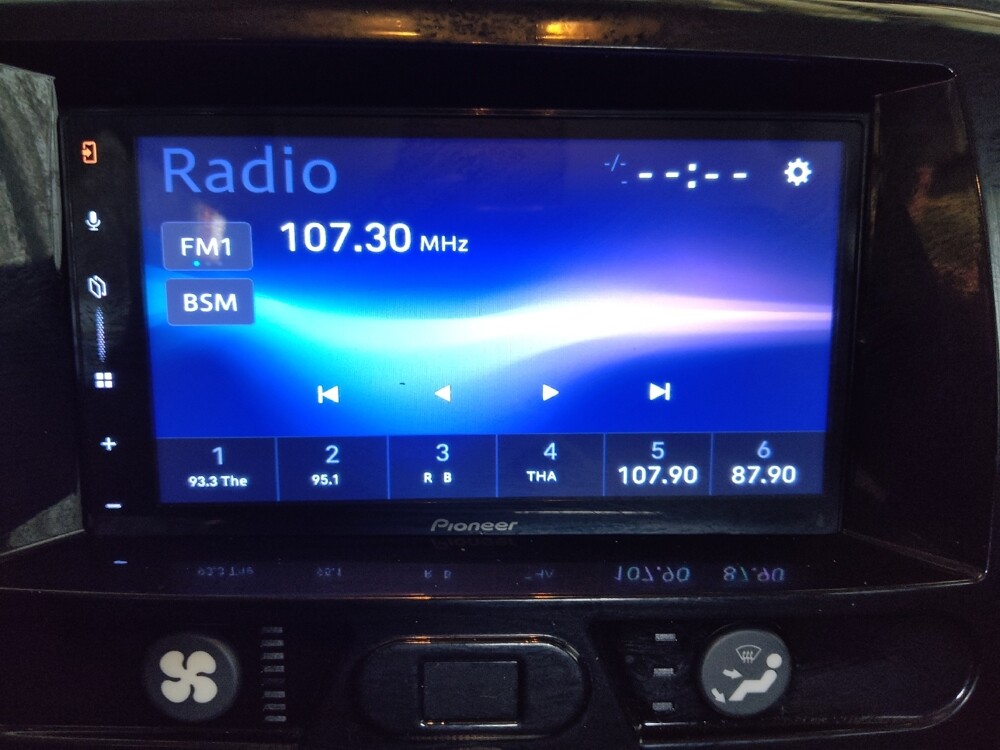 Radio
-/-
-
--:--
FM1
107.30 MHz
BSM
1 2 3 4 5 6
93.3 The 95.1 R B THA 107.90 87.90
Pioneer